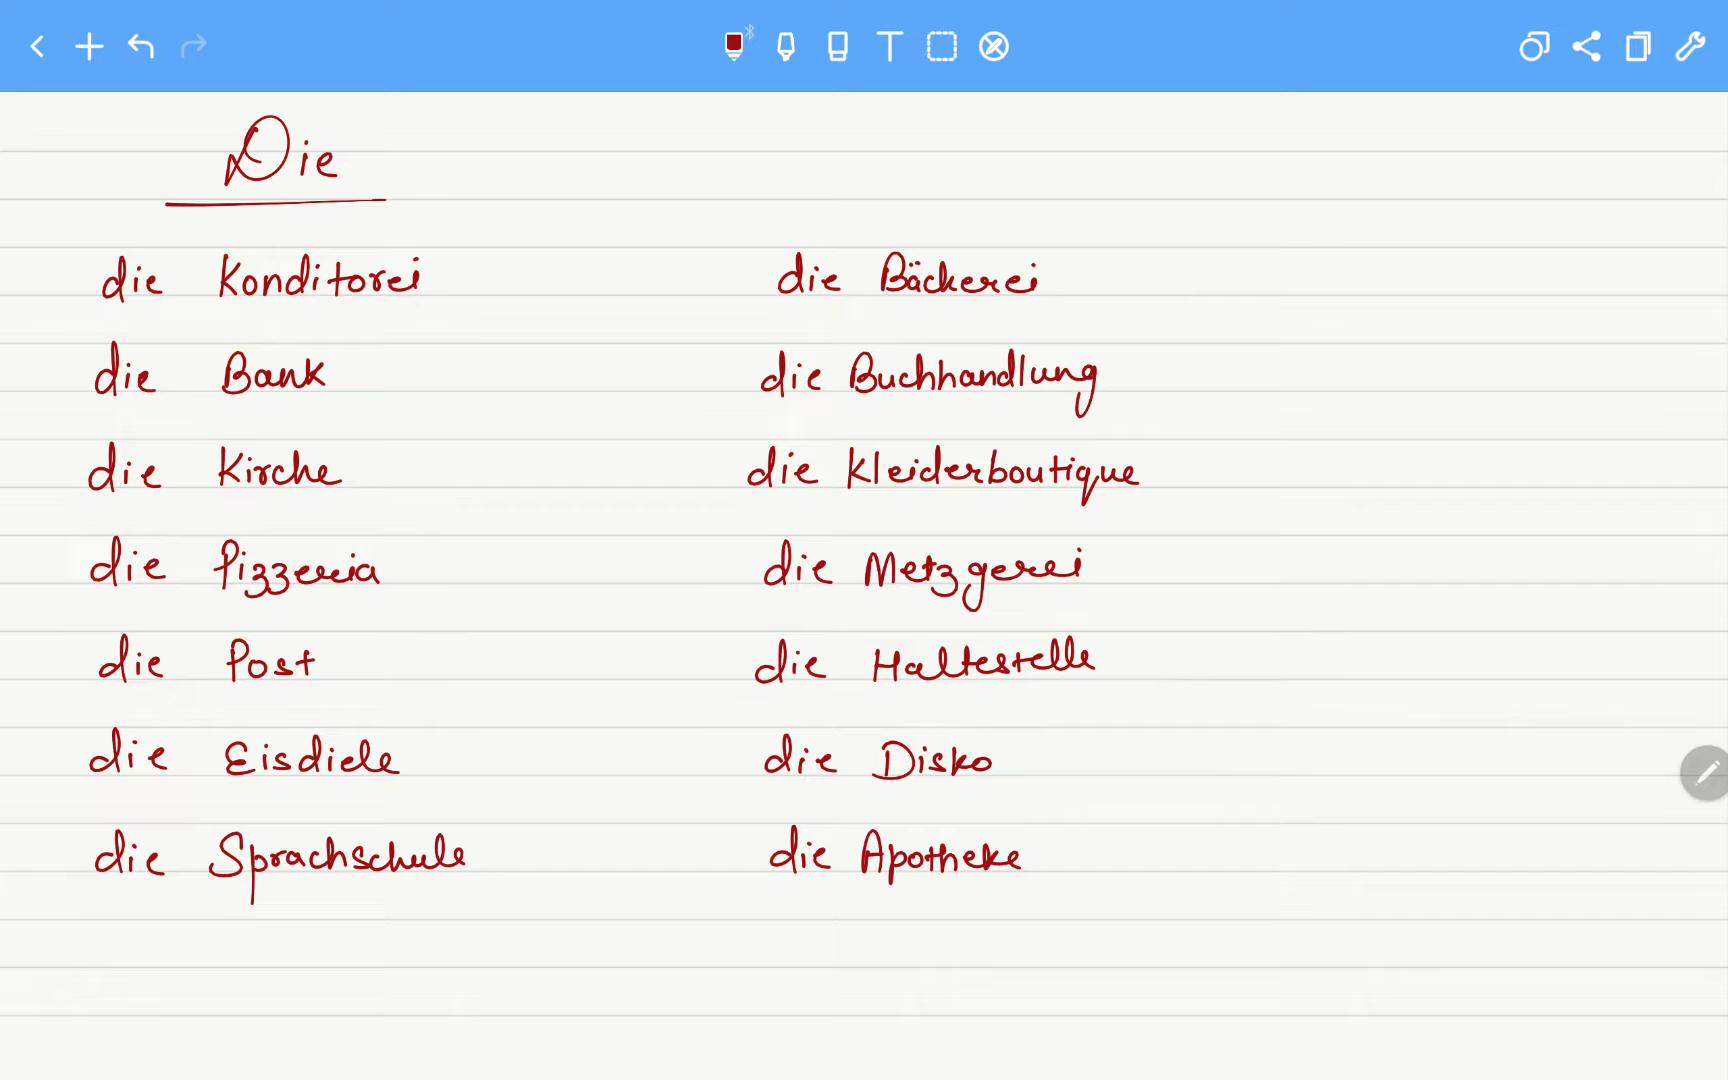 Die
die Konditorei die Bäckerei
die Bank die Buchhandlung
die Kirche die Kleiderboutique
die Pizzeria die Metzgerei
die Post die Haltestelle
die Eisdiele die Disko
die Sprachschule die Apotheke